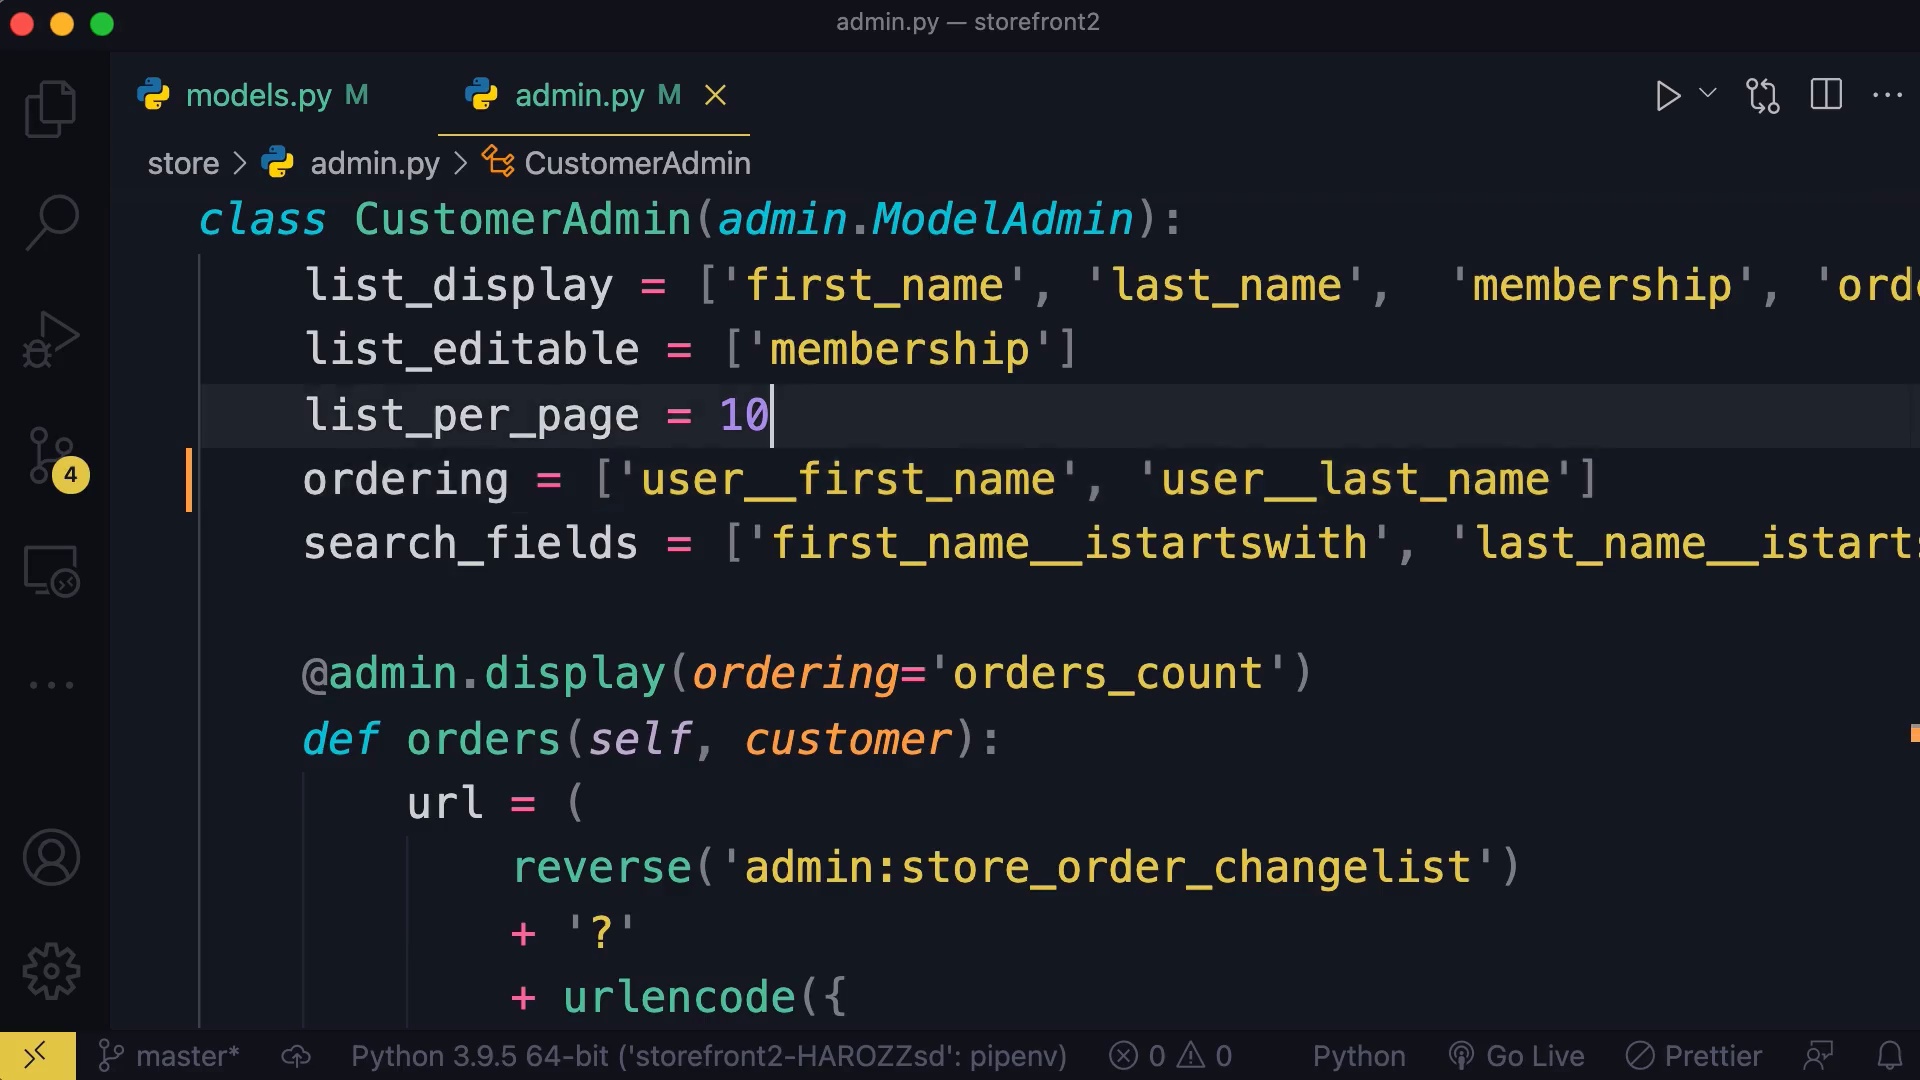 admin.py — storefront2
models.py M admin.py M
store > admin.py > CustomerAdmin
class CustomerAdmin(admin.ModelAdmin):
list_display = ['first_name', 'last_name',  'membership', 'ord
list_editable = ['membership']
list_per_page = 10
ordering = ['user__first_name', 'user__last_name']
search_fields = ['first_name__istartswith', 'last_name__istarts
@admin.display(ordering='orders_count')
def orders(self, customer):
url = (
reverse('admin:store_order_changelist')
+ '?'
+ urlencode({
4
master* Python 3.9.5 64-bit ('storefront2-HAROZZsd': pipenv) 0 0 Python Go Live Prettier